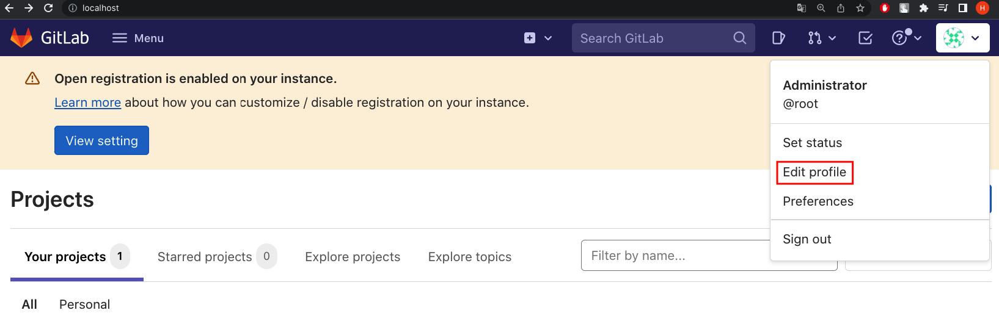 localhost
H
GitLab
Menu
Search GitLab
Open registration is enabled on your instance.
Learn more about how you can customize / disable registration on your instance.
View setting
Administrator
@root
Set status
Edit profile
Preferences
Sign out
Projects
Your projects 1
Starred projects 0
Explore projects
Explore topics
Filter by name...
All
Personal